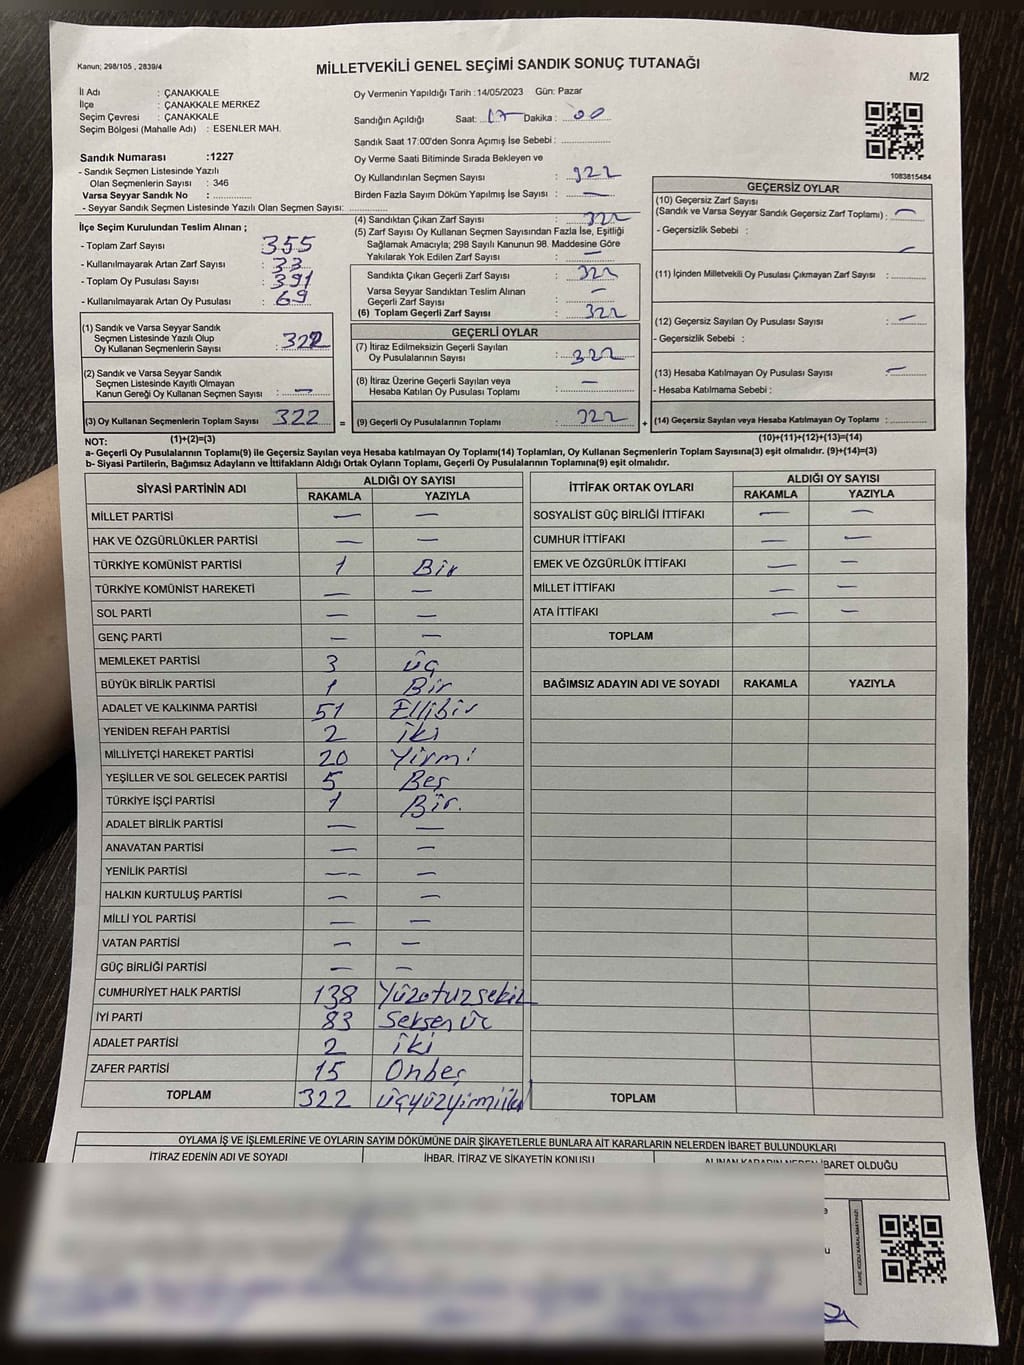 Kanun; 298/105 , 2839/4
MİLLETVEKİLİ GENEL SEÇİMİ SANDIK SONUÇ TUTANAĞI
M/2
İl Adı : ÇANAKKALE
İlçe : ÇANAKKALE MERKEZ
Seçim Çevresi : ÇANAKKALE
Seçim Bölgesi (Mahalle Adı) : ESENLER MAH.
Sandık Numarası :1227
- Sandık Seçmen Listesinde Yazılı
Olan Seçmenlerin Sayısı : 346
Varsa Seyyar Sandık No : ..............
- Seyyar Sandık Seçmen Listesinde Yazılı Olan Seçmen Sayısı: ..............
Oy Vermenin Yapıldığı Tarih :14/05/2023 Gün: Pazar
Sandığın Açıldığı Saat: 17 Dakika : 00
Sandık Saat 17:00'den Sonra Açımış İse Sebebi : ..............
Oy Verme Saati Bitiminde Sırada Bekleyen ve
Oy Kullandırılan Seçmen Sayısı : 322
Birden Fazla Sayım Döküm Yapılmış İse Sayısı : —
1083815484
İlçe Seçim Kurulundan Teslim Alınan ;
- Toplam Zarf Sayısı : 355
- Kullanılmayarak Artan Zarf Sayısı : 33
- Toplam Oy Pusulası : 391
- Kullanılmayarak Artan Oy Pusulası : 69
(1) Sandık ve Varsa Seyyar Sandık
Seçmen Listesinde Yazılı Olup
Oy Kullanan Seçmenlerin Sayısı : 322
(2) Sandık ve Varsa Seyyar Sandık
Seçmen Listesinde Kayıtlı Olmayan
Kanun Gereği Oy Kullanan Seçmen Sayısı : —
(3) Oy Kullanan Seçmenlerin Toplam Sayısı 322
(1)+(2)=(3)
(4) Sandıktan Çıkan Zarf Sayısı : 322
(5) Zarf Sayısı Oy Kullanan Seçmen Sayısından Fazla İse, Eşitliği
Sağlamak Amacıyla; 298 Sayılı Kanunun 98. Maddesine Göre
Yakılarak Yok Edilen Zarf Sayısı : —
Sandıkta Çıkan Geçerli Zarf Sayısı : 322
Varsa Seyyar Sandıktan Teslim Alınan
Geçerli Zarf Sayısı : —
(6) Toplam Geçerli Zarf Sayısı : 322
GEÇERLİ OYLAR
(7) İtiraz Edilmeksizin Geçerli Sayılan
Oy Pusulalarının Sayısı : 322
(8) İtiraz Üzerine Geçerli Sayılan veya
Hesaba Katılan Oy Pusulası Toplamı : —
= (9) Geçerli Oy Pusulalarının Toplamı : 322
GEÇERSİZ OYLAR
(10) Geçersiz Zarf Sayısı
(Sandık ve Varsa Seyyar Sandık Geçersiz Zarf Toplamı) : —
- Geçersizlik Sebebi :
(11) İçinden Milletvekili Oy Pusulası Çıkmayan Zarf Sayısı : —
(12) Geçersiz Sayılan Oy Pusulası Sayısı : —
- Geçersizlik Sebebi :
(13) Hesaba Katılmayan Oy Pusulası Sayısı : —
- Hesaba Katılmama Sebebi :
+ (14) Geçersiz Sayılan veya Hesaba Katılmayan Oy Toplamı : ..............
(10)+(11)+(12)+(13)=(14)
NOT:
a- Geçerli Oy Pusulalarının Toplamı(9) ile Geçersiz Sayılan veya Hesaba katılmayan Oy Toplamı(14) Toplamları, Oy Kullanan Seçmenlerin Toplam Sayısına(3) eşit olmalıdır. (9)+(14)=(3)
b- Siyasi Partilerin, Bağımsız Adayların ve İttifakların Aldığı Ortak Oyların Toplamı, Geçerli Oy Pusulalarının Toplamına(9) eşit olmalıdır.
SİYASİ PARTİNİN ADI ALDIĞI OY SAYISI
RAKAMLA YAZIYLA
MİLLET PARTİSİ — —
HAK VE ÖZGÜRLÜKLER PARTİSİ — —
TÜRKİYE KOMÜNİST PARTİSİ 1 Bir
TÜRKİYE KOMÜNİST HAREKETİ — —
SOL PARTİ — —
GENÇ PARTİ — —
MEMLEKET PARTİSİ 3 üç
BÜYÜK BİRLİK PARTİSİ 1 Bir
ADALET VE KALKINMA PARTİSİ 51 Ellibir
YENİDEN REFAH PARTİSİ 2 iki
MİLLİYETÇİ HAREKET PARTİSİ 20 Yirmi
YEŞİLLER VE SOL GELECEK PARTİSİ 5 Beş
TÜRKİYE İŞÇİ PARTİSİ 1 Bir.
ADALET BİRLİK PARTİSİ — —
ANAVATAN PARTİSİ — —
YENİLİK PARTİSİ — —
HALKIN KURTULUŞ PARTİSİ — —
MİLLİ YOL PARTİSİ — —
VATAN PARTİSİ — —
GÜÇ BİRLİĞİ PARTİSİ — —
CUMHURİYET HALK PARTİSİ 138 Yüzotuzsekiz
İYİ PARTİ 83 Seksenüç
ADALET PARTİSİ 2 iki
ZAFER PARTİSİ 15 Onbeş
TOPLAM 322 üçyüzyirmiiki
İTTİFAK ORTAK OYLARI ALDIĞI OY SAYISI
RAKAMLA YAZIYLA
SOSYALİST GÜÇ BİRLİĞİ İTTİFAKI — —
CUMHUR İTTİFAKI — —
EMEK VE ÖZGÜRLÜK İTTİFAKI — —
MİLLET İTTİFAKI — —
ATA İTTİFAKI — —
TOPLAM
BAĞIMSIZ ADAYIN ADI VE SOYADI RAKAMLA YAZIYLA
TOPLAM
OYLAMA İŞ VE İŞLEMLERİNE VE OYLARIN SAYIM DÖKÜMÜNE DAİR ŞİKAYETLERLE BUNLARA AİT KARARLARIN NELERDEN İBARET BULUNDUKLARI
İTİRAZ EDENİN ADI VE SOYADI İHBAR, İTİRAZ VE ŞİKAYETİN KONUSU ALINAN KARARIN NEDEN İBARET OLDUĞU
KARE KODU KARALAMAYINIZ!